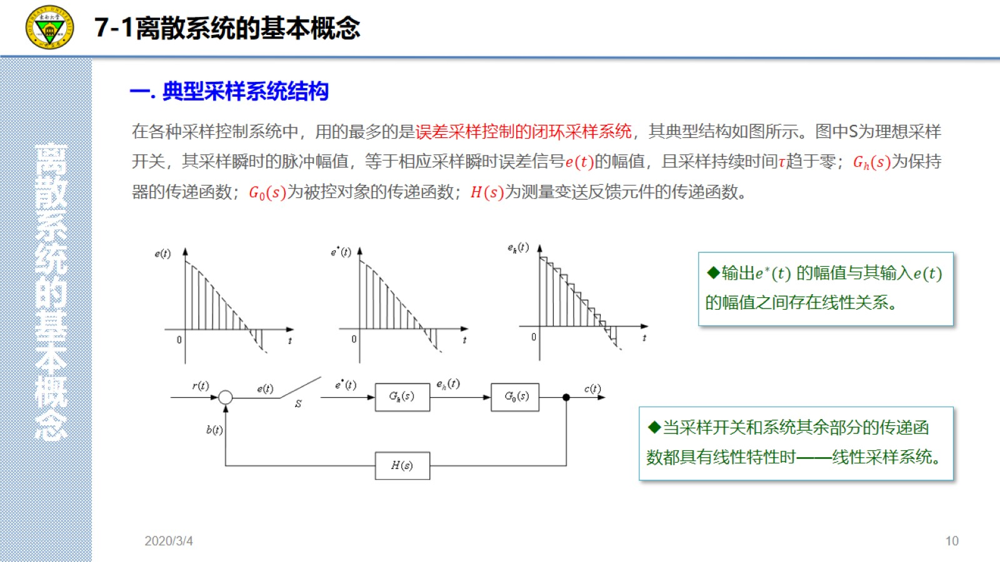 7-1离散系统的基本概念
一. 典型采样系统结构
在各种采样控制系统中，用的最多的是误差采样控制的闭环采样系统，其典型结构如图所示。图中S为理想采样
开关，其采样瞬时的脉冲幅值，等于相应采样瞬时误差信号e(t)的幅值，且采样持续时间τ趋于零；G_h(s)为保持
器的传递函数；G_0(s)为被控对象的传递函数；H(s)为测量变送反馈元件的传递函数。
离散系统的基本概念
e(t)
0
t
e*(t)
0
t
e_h(t)
0
t
◆输出e*(t) 的幅值与其输入e(t)
的幅值之间存在线性关系。
r(t)
e(t)
S
e*(t)
G_h(s)
e_h(t)
G_0(s)
c(t)
b(t)
H(s)
◆当采样开关和系统其余部分的传递函
数都具有线性特性时——线性采样系统。
2020/3/4
10